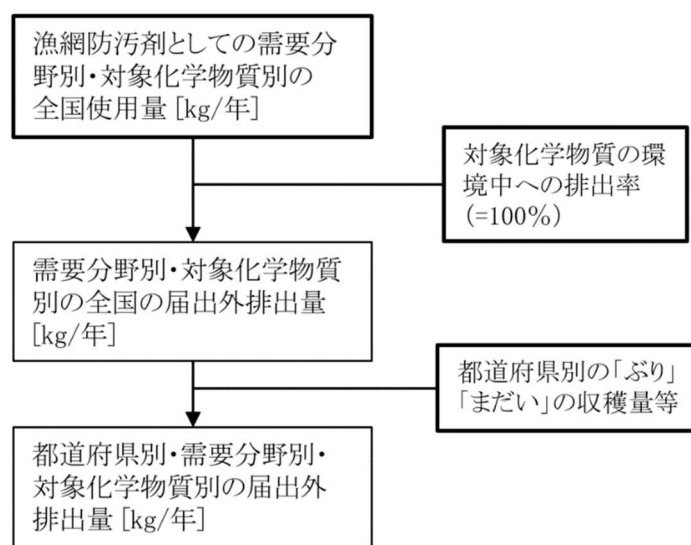 漁網防汚剤としての需要分
野別・対象化学物質別の
全国使用量 [kg/年]
対象化学物質の環
境中への排出率
(=100%)
需要分野別・対象化学物質
別の全国の届出外排出量
[kg/年]
都道府県別の「ぶり」
「まだい」の収穫量等
都道府県別・需要分野別・
対象化学物質別の届出外
排出量 [kg/年]